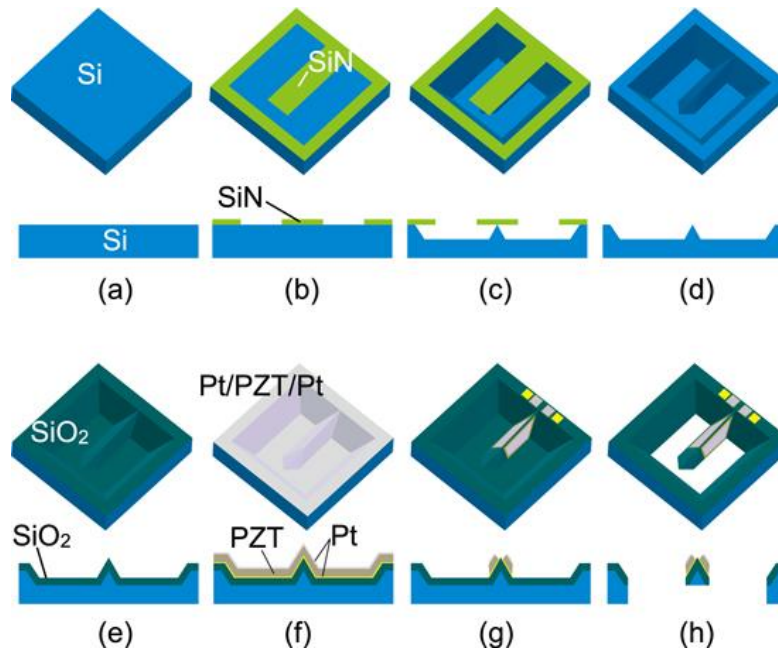 Si
SiN
SiN
Si
(a)
(b)
(c)
(d)
Pt/PZT/Pt
SiO₂
SiO₂
PZT
Pt
(e)
(f)
(g)
(h)